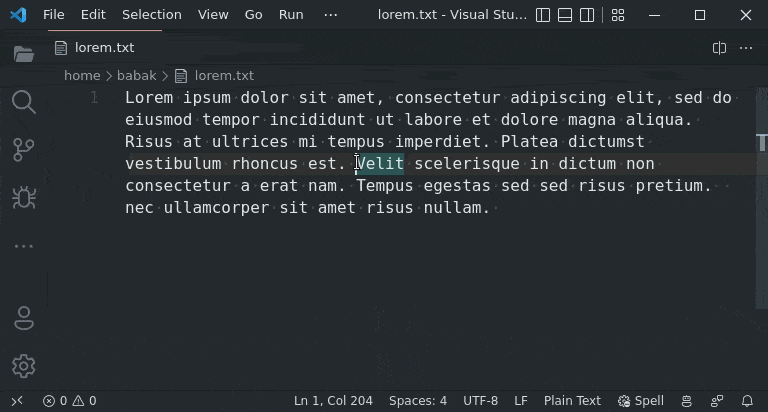 File Edit Selection View Go Run ··· lorem.txt - Visual Stu...
lorem.txt
home > babak > lorem.txt
1 Lorem ipsum dolor sit amet, consectetur adipiscing elit, sed do
eiusmod tempor incididunt ut labore et dolore magna aliqua.
Risus at ultrices mi tempus imperdiet. Platea dictumst
vestibulum rhoncus est. Velit scelerisque in dictum non
consectetur a erat nam. Tempus egestas sed sed risus pretium.
nec ullamcorper sit amet risus nullam.
0 0 Ln 1, Col 204 Spaces: 4 UTF-8 LF Plain Text Spell